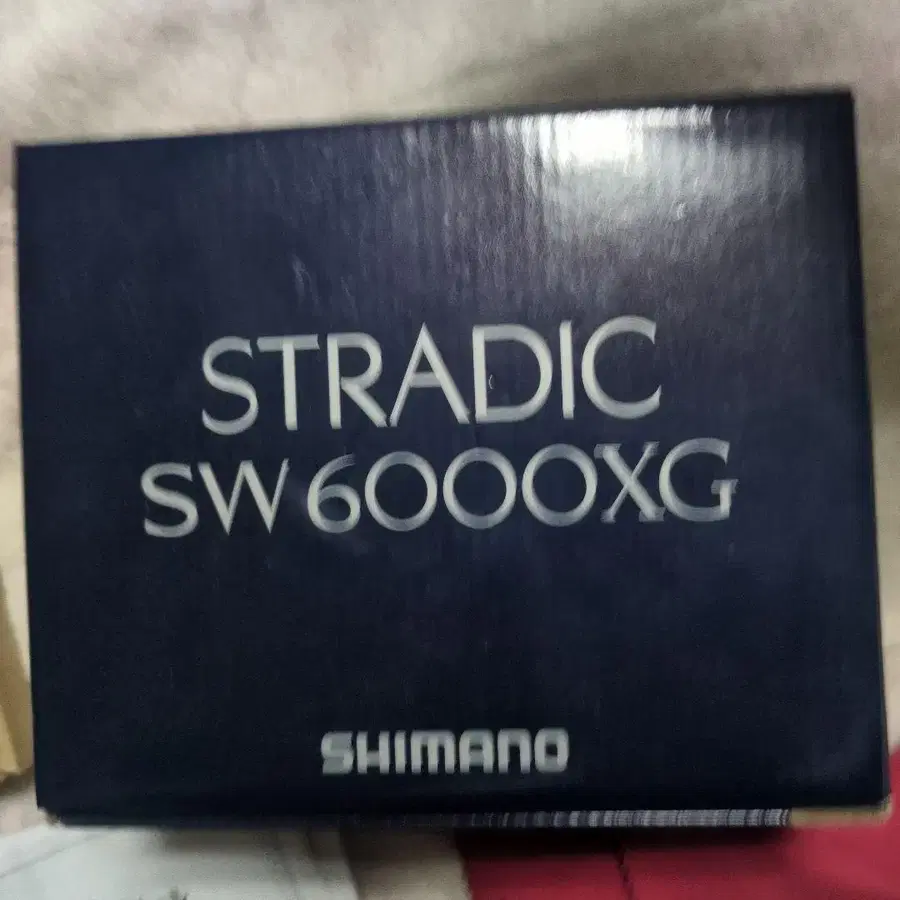 STRADIC
SW 6000XG
SHIMANO